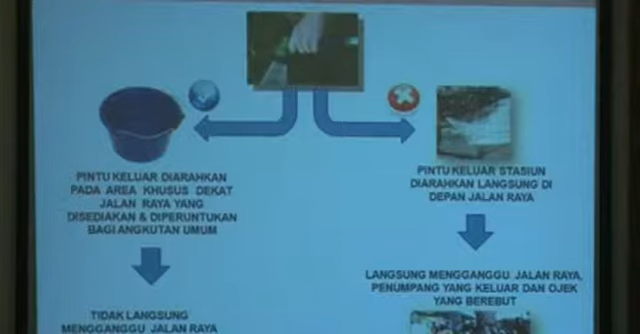 PINTU KELUAR DIARAHKAN
PADA AREA KHUSUS DEKAT
JALAN RAYA YANG
DISEDIAKAN & DIPERUNTUKAN
BAGI ANGKUTAN UMUM
TIDAK LANGSUNG
MENGGANGGU JALAN RAYA
PINTU KELUAR STASIUN
DIARAHKAN LANGSUNG DI
DEPAN JALAN RAYA
LANGSUNG MENGGANGGU JALAN RAYA,
PENUMPANG YANG KELUAR DAN OJEK
YANG BEREBUT